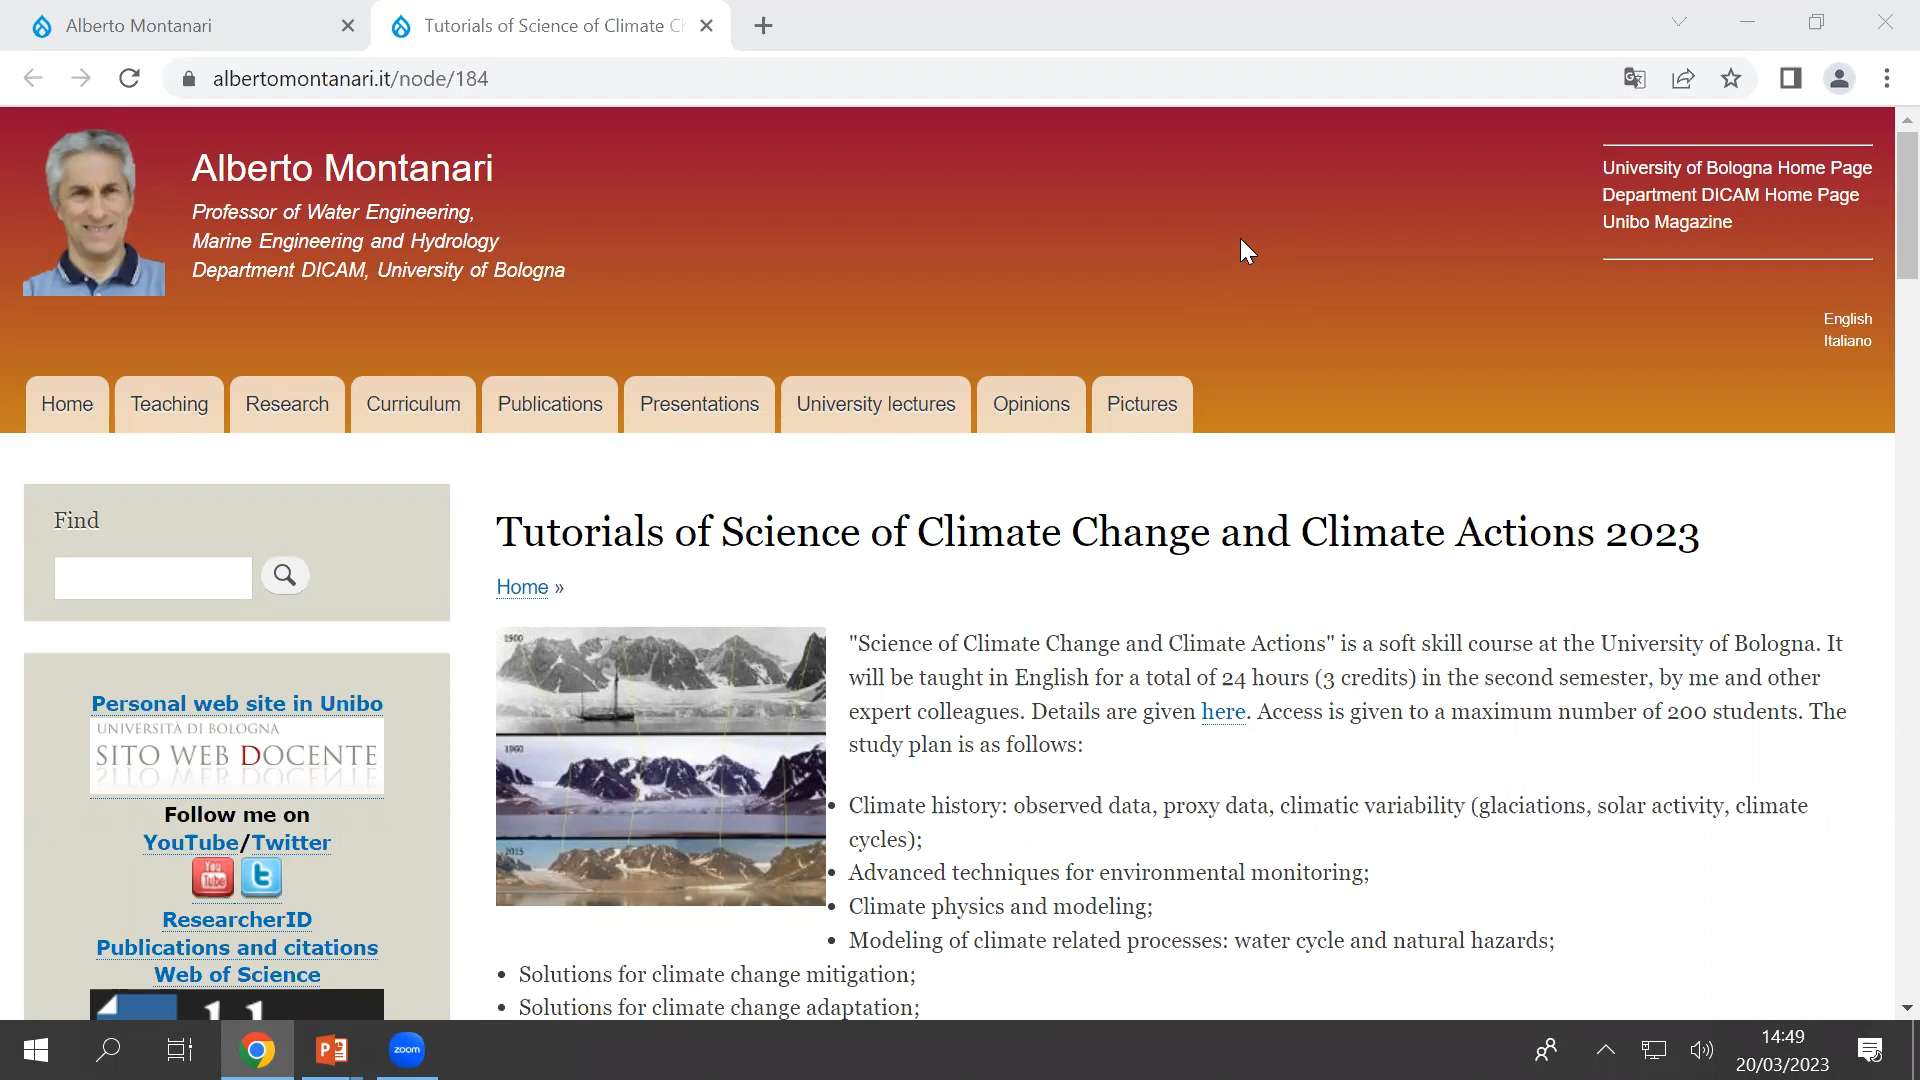 Alberto Montanari
Tutorials of Science of Climate C
albertomontanari.it/node/184
Alberto Montanari
Professor of Water Engineering,
Marine Engineering and Hydrology
Department DICAM, University of Bologna
University of Bologna Home Page
Department DICAM Home Page
Unibo Magazine
English
Italiano
Home
Teaching
Research
Curriculum
Publications
Presentations
University lectures
Opinions
Pictures
Find
Personal web site in Unibo
UNIVERSITÀ DI BOLOGNA
SITO WEB DOCENTE
Follow me on
YouTube/Twitter
You
Tube
t
ResearcherID
Publications and citations
Web of Science
Tutorials of Science of Climate Change and Climate Actions 2023
Home »
1900
1960
2015
"Science of Climate Change and Climate Actions" is a soft skill course at the University of Bologna. It
will be taught in English for a total of 24 hours (3 credits) in the second semester, by me and other
expert colleagues. Details are given here. Access is given to a maximum number of 200 students. The
study plan is as follows:
• Climate history: observed data, proxy data, climatic variability (glaciations, solar activity, climate
cycles);
• Advanced techniques for environmental monitoring;
• Climate physics and modeling;
• Modeling of climate related processes: water cycle and natural hazards;
• Solutions for climate change mitigation;
• Solutions for climate change adaptation;
P
zoom
14:49
20/03/2023